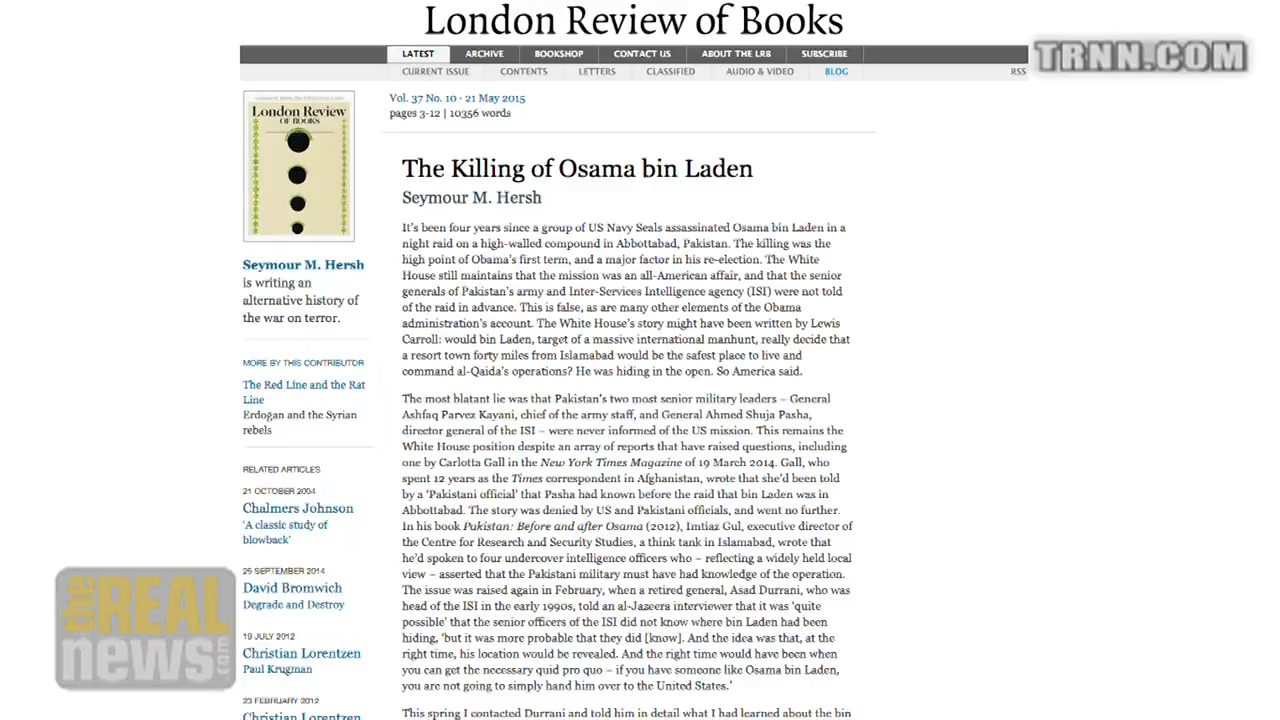 London Review of Books
TRNN.COM
LATEST ARCHIVE BOOKSHOP CONTACT US ABOUT THE LRB SUBSCRIBE
CURRENT ISSUE CONTENTS LETTERS CLASSIFIED AUDIO & VIDEO BLOG RSS
London Review
OF BOOKS
Seymour M. Hersh
is writing an
alternative history of
the war on terror.
MORE BY THIS CONTRIBUTOR
The Red Line and the Rat
Line
Erdoğan and the Syrian
rebels
RELATED ARTICLES
21 OCTOBER 2004
Chalmers Johnson
'A classic study of
blowback'
25 SEPTEMBER 2014
David Bromwich
Degrade and Destroy
19 JULY 2012
Christian Lorentzen
Paul Krugman
23 FEBRUARY 2012
Christian Lorentzen
Vol. 37 No. 10 · 21 May 2015
pages 3-12 | 10356 words
The Killing of Osama bin Laden
Seymour M. Hersh
It's been four years since a group of US Navy Seals assassinated Osama bin Laden in a
night raid on a high-walled compound in Abbottabad, Pakistan. The killing was the
high point of Obama's first term, and a major factor in his re-election. The White
House still maintains that the mission was an all-American affair, and that the senior
generals of Pakistan's army and Inter-Services Intelligence agency (ISI) were not told
of the raid in advance. This is false, as are many other elements of the Obama
administration's account. The White House's story might have been written by Lewis
Carroll: would bin Laden, target of a massive international manhunt, really decide that
a resort town forty miles from Islamabad would be the safest place to live and
command al-Qaida's operations? He was hiding in the open. So America said.
The most blatant lie was that Pakistan's two most senior military leaders – General
Ashfaq Parvez Kayani, chief of the army staff, and General Ahmed Shuja Pasha,
director general of the ISI – were never informed of the US mission. This remains the
White House position despite an array of reports that have raised questions, including
one by Carlotta Gall in the New York Times Magazine of 19 March 2014. Gall, who
spent 12 years as the Times correspondent in Afghanistan, wrote that she'd been told
by a 'Pakistani official' that Pasha had known before the raid that bin Laden was in
Abbottabad. The story was denied by US and Pakistani officials, and went no further.
In his book Pakistan: Before and after Osama (2012), Imtiaz Gul, executive director of
the Centre for Research and Security Studies, a think tank in Islamabad, wrote that
he'd spoken to four undercover intelligence officers who – reflecting a widely held local
view – asserted that the Pakistani military must have had knowledge of the operation.
The issue was raised again in February, when a retired general, Asad Durrani, who was
head of the ISI in the early 1990s, told an al-Jazeera interviewer that it was 'quite
possible' that the senior officers of the ISI did not know where bin Laden had been
hiding, 'but it was more probable that they did [know]. And the idea was that, at the
right time, his location would be revealed. And the right time would have been when
you can get the necessary quid pro quo – if you have someone like Osama bin Laden,
you are not going to simply hand him over to the United States.'
This spring I contacted Durrani and told him in detail what I had learned about the bin
the REAL
news.com